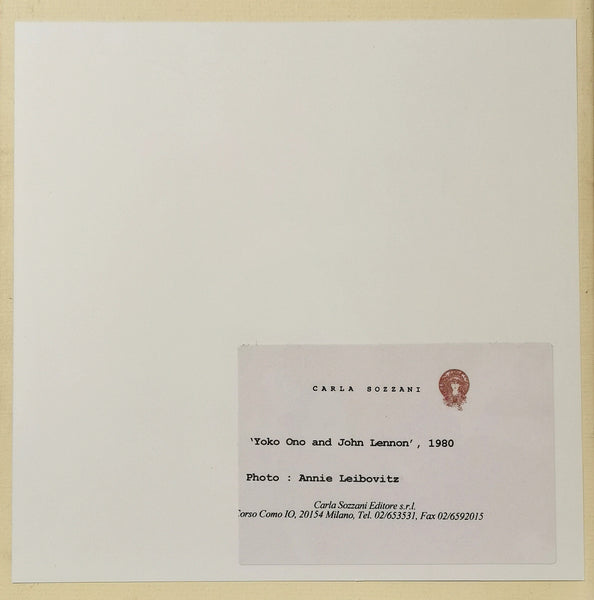 CARLA SOZZANI
'Yoko Ono and John Lennon', 1980
Photo : Annie Leibovitz
Carla Sozzani Editore s.r.l.
Corso Como IO, 20154 Milano, Tel. 02/653531, Fax 02/6592015